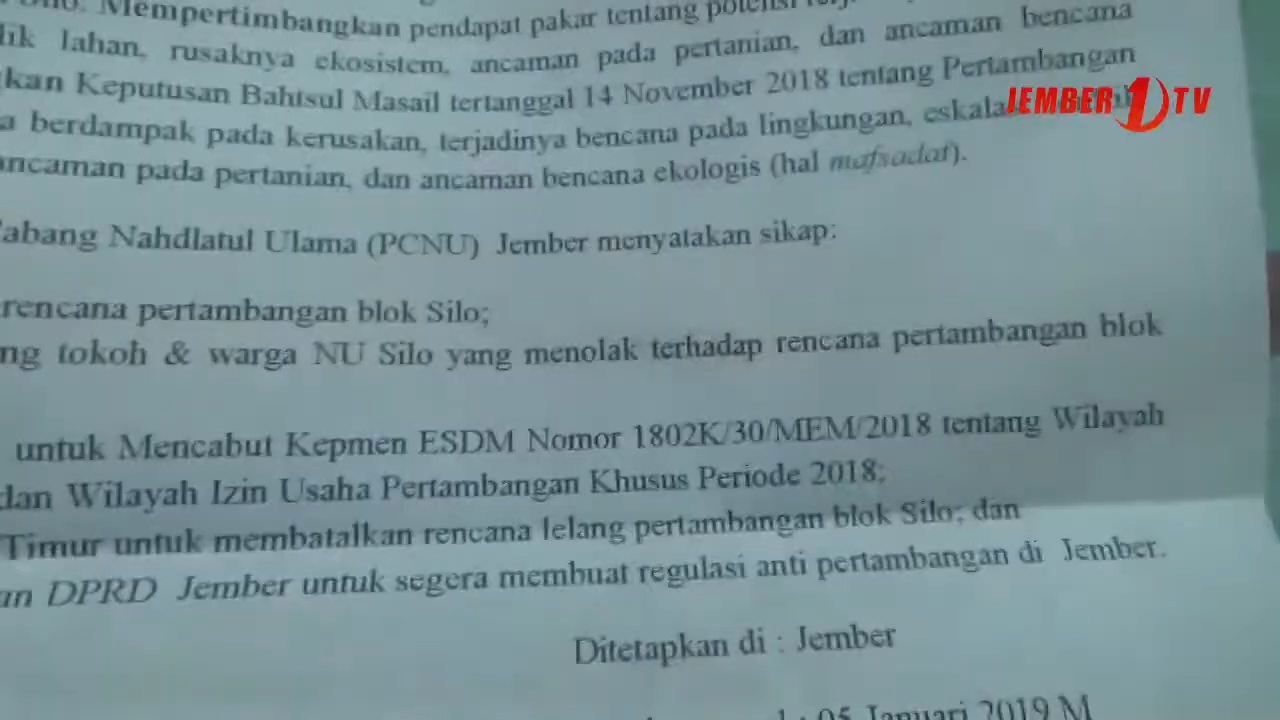 Mempertimbangkan pendapat pakar tentang potensi
lahan, rusaknya ekosistem, ancaman pada pertanian, dan ancaman bencana
kan Keputusan Bahtsul Masail tertanggal 14 November 2018 tentang Pertambangan
a berdampak pada kerusakan, terjadinya bencana pada lingkungan,
ancaman pada pertanian, dan ancaman bencana ekologis (hal mafsadat).
abang Nahdlatul Ulama (PCNU) Jember menyatakan sikap:
rencana pertambangan blok Silo;
ng tokoh & warga NU Silo yang menolak terhadap rencana pertambangan blok
untuk Mencabut Kepmen ESDM Nomor 1802K/30/MEM/2018 tentang Wilayah
dan Wilayah Izin Usaha Pertambangan Khusus Periode 2018;
Timur untuk membatalkan rencana lelang pertambangan blok Silo; dan
an DPRD Jember untuk segera membuat regulasi anti pertambangan di Jember.
Ditetapkan di : Jember
: 05 Januari 2019 M
JEMBER 1 TV